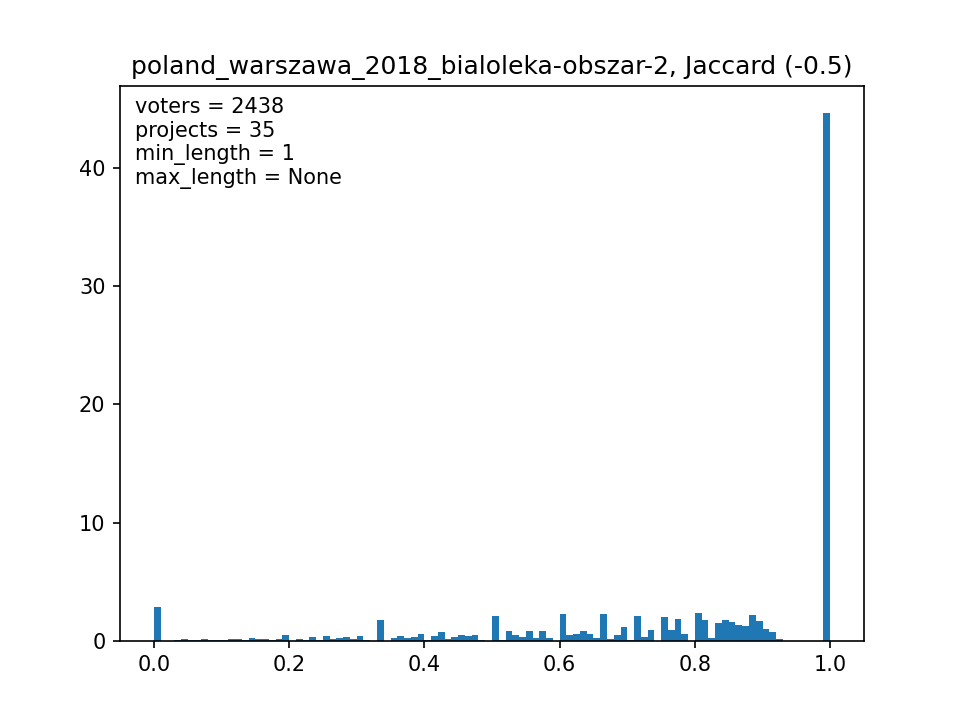 poland_warszawa_2018_bialoleka-obszar-2, Jaccard (-0.5)
voters = 2438
projects = 35
min_length = 1
max_length = None
40
30
20
10
0
0.0 0.2 0.4 0.6 0.8 1.0